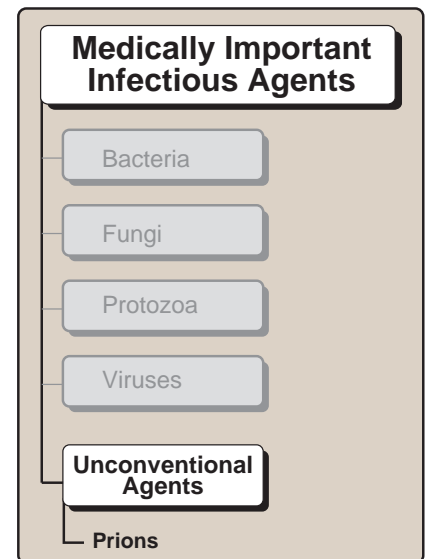 Medically Important
Infectious Agents
Bacteria
Fungi
Protozoa
Viruses
Unconventional
Agents
Prions